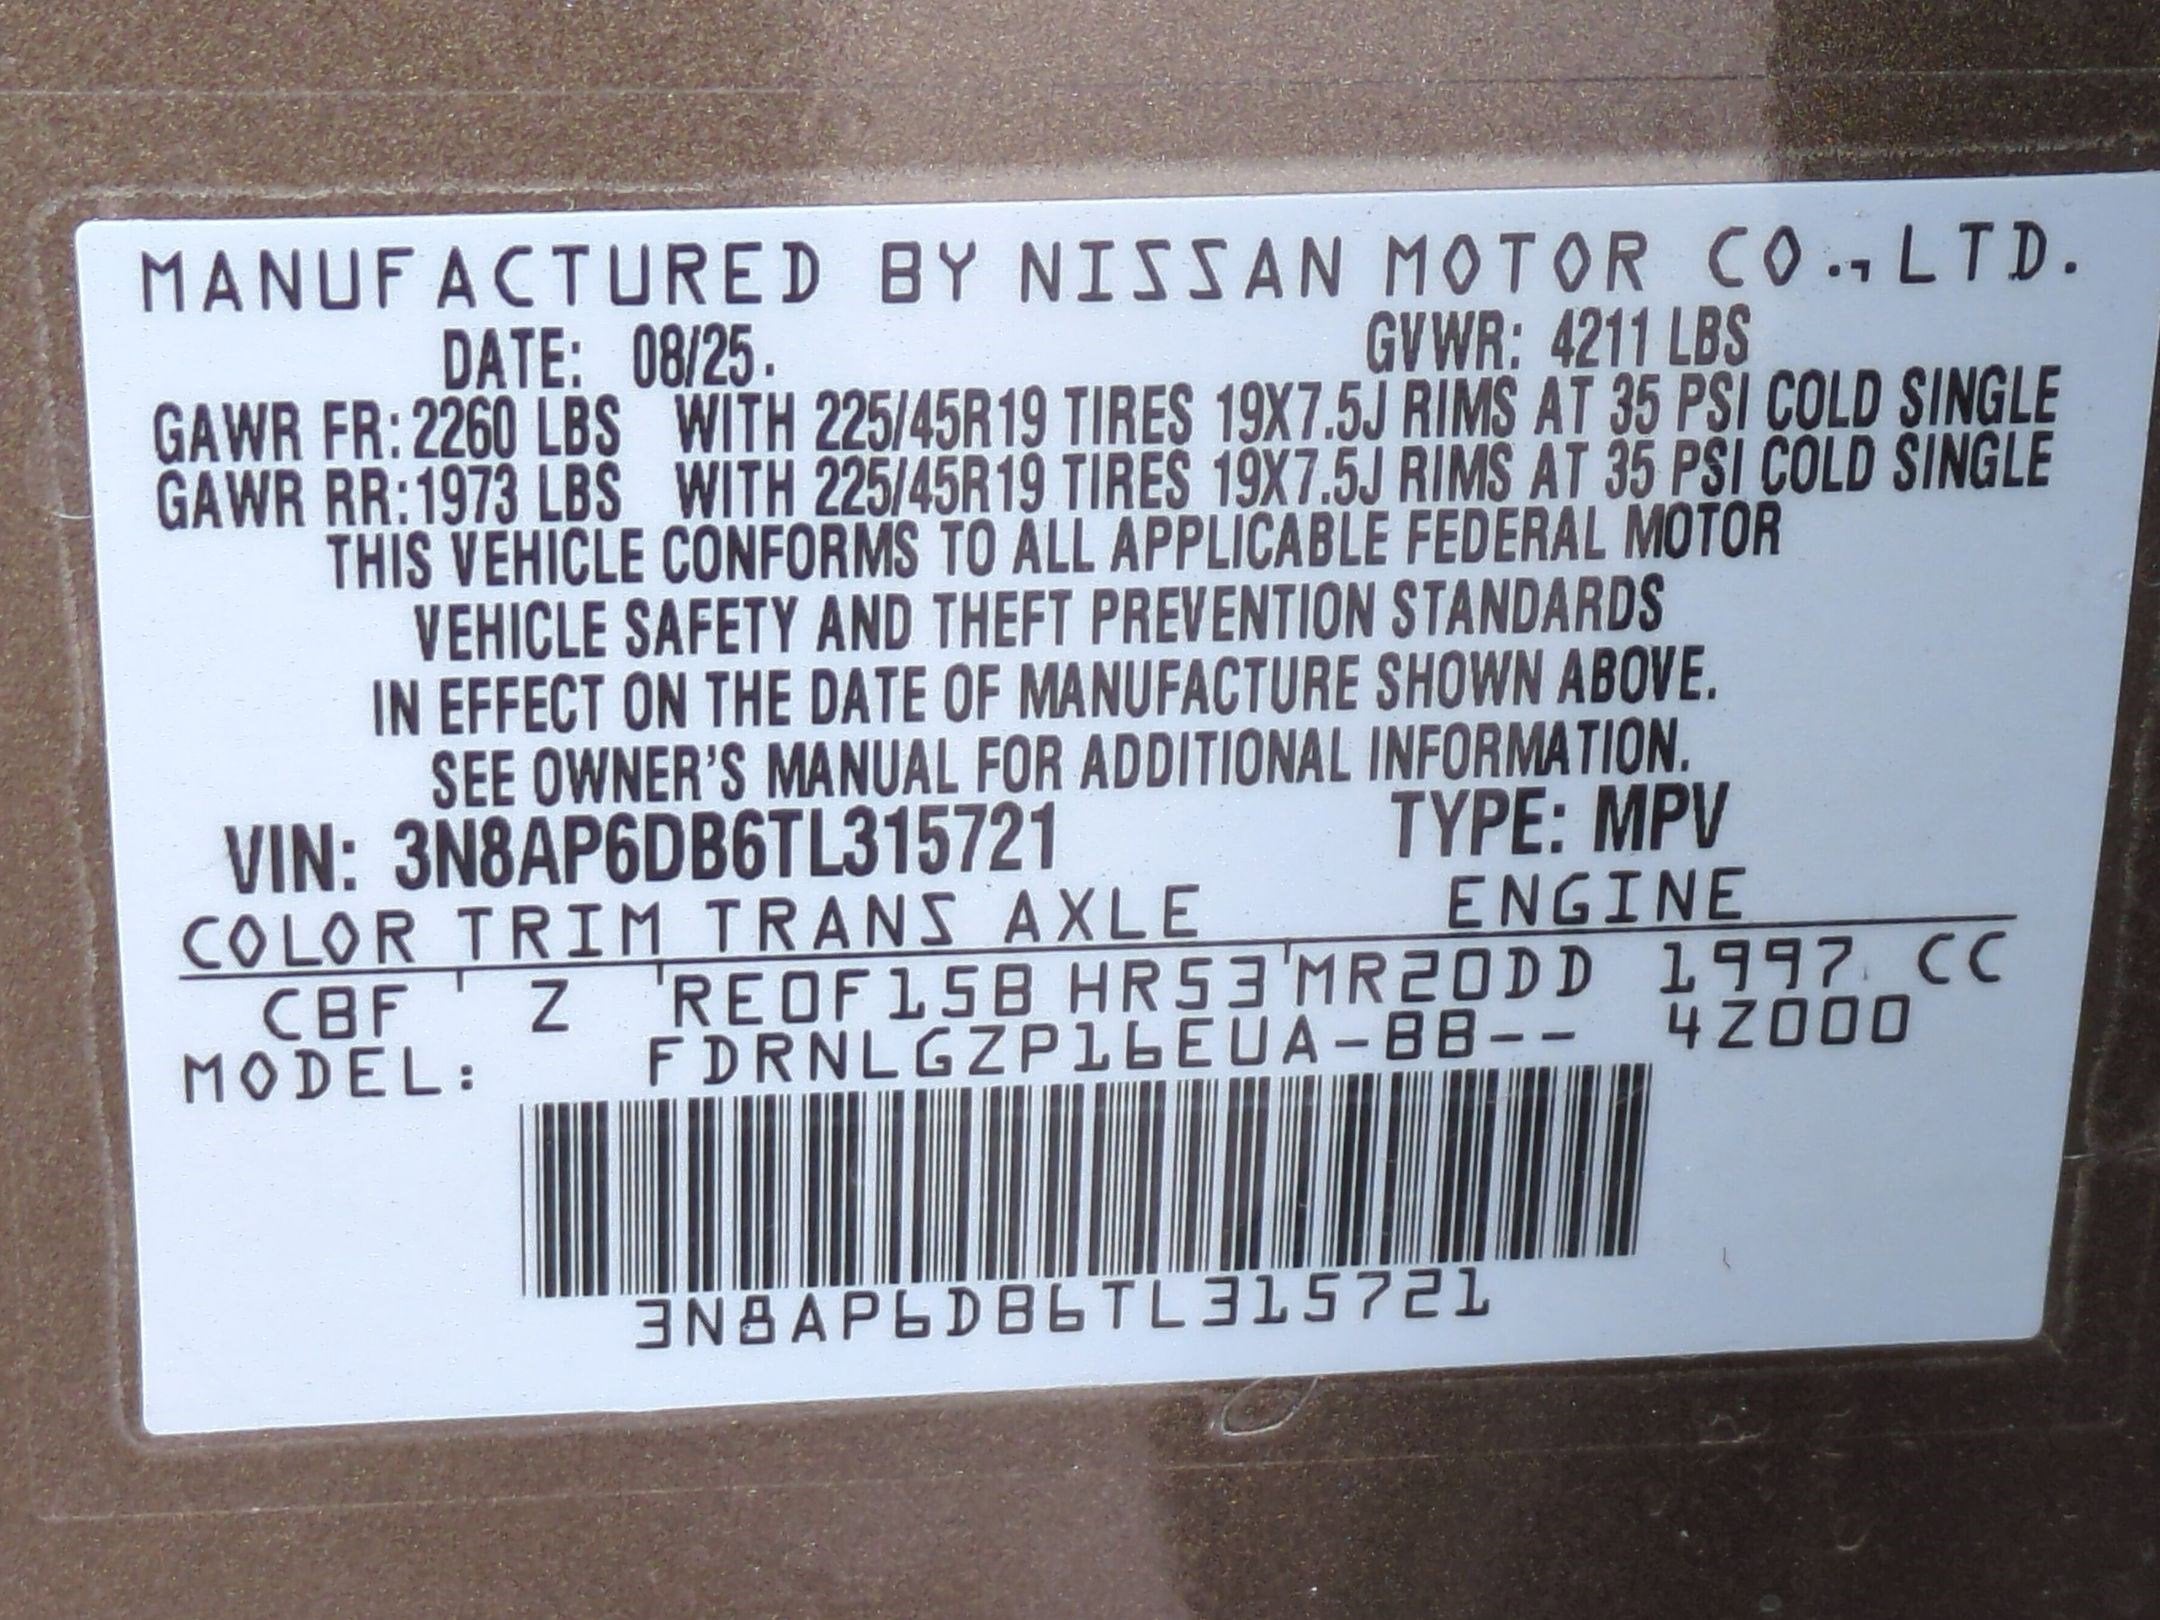 MANUFACTURED BY NISSAN MOTOR CO.,LTD.
DATE: 08/25. GVWR: 4211 LBS
GAWR FR: 2260 LBS WITH 225/45R19 TIRES 19X7.5J RIMS AT 35 PSI COLD SINGLE
GAWR RR: 1973 LBS WITH 225/45R19 TIRES 19X7.5J RIMS AT 35 PSI COLD SINGLE
THIS VEHICLE CONFORMS TO ALL APPLICABLE FEDERAL MOTOR
VEHICLE SAFETY AND THEFT PREVENTION STANDARDS
IN EFFECT ON THE DATE OF MANUFACTURE SHOWN ABOVE.
SEE OWNER'S MANUAL FOR ADDITIONAL INFORMATION.
VIN: 3N8AP6DB6TL315721 TYPE: MPV
COLOR TRIM TRANS AXLE ENGINE
CBF Z RE0F15B HR53 MR20DD 1997 CC
MODEL: FDRNLGZP16EUA-BB-- 4Z000
3N8AP6DB6TL315721